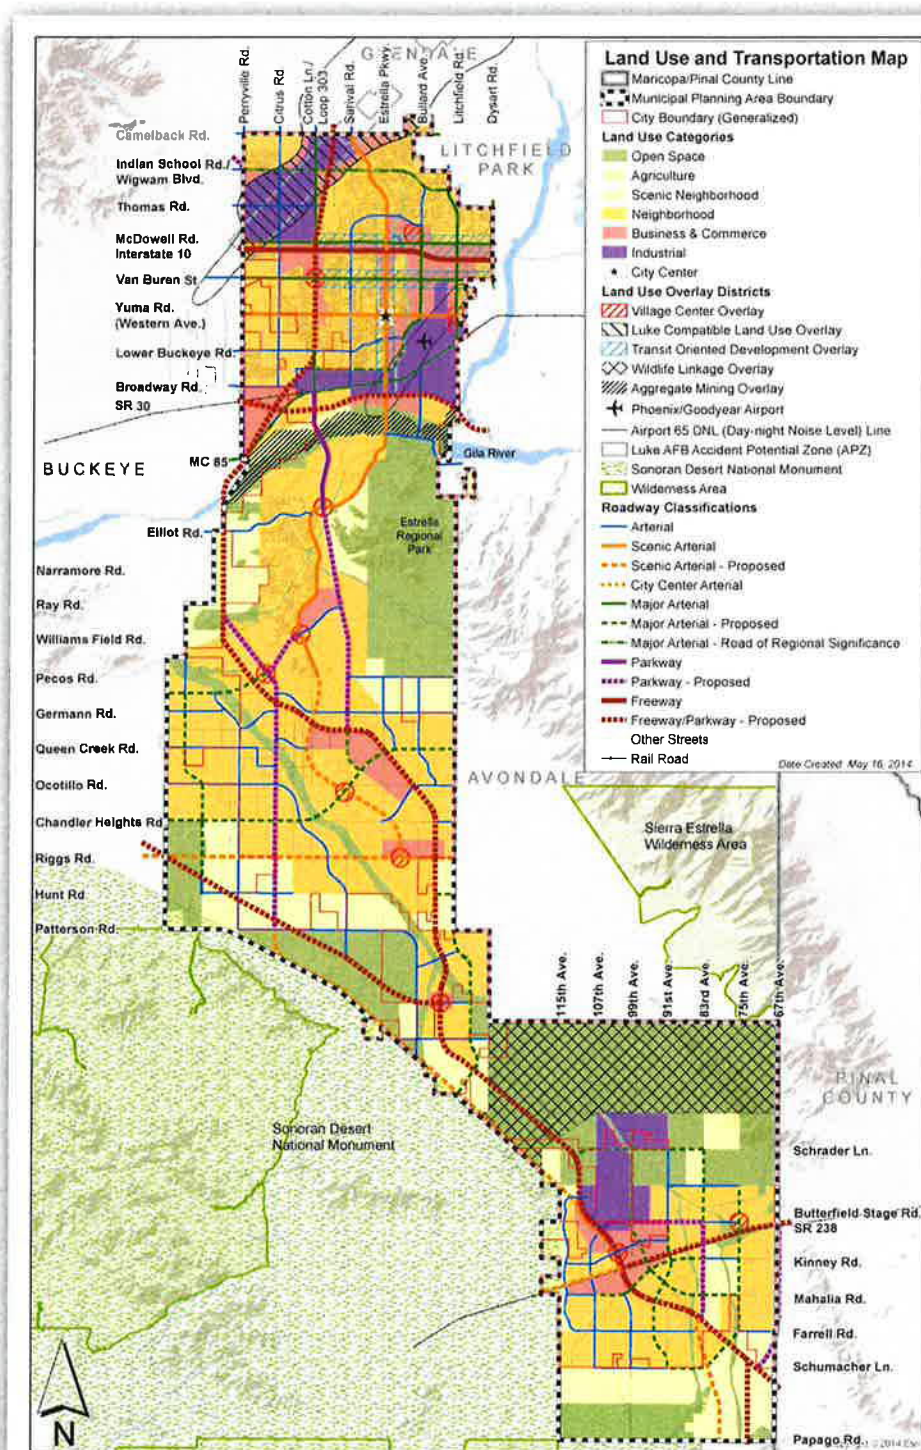 GLENDALE
Perryville Rd.
Citrus Rd
Cotton Ln./
Loop 303
Sarival Rd.
Estrella Pkwy.
Bullard Ave.
Litchfield Rd.
Dysart Rd.
Camelback Rd.
Indian School Rd./
Wigwam Blvd.
Thomas Rd.
McDowell Rd.
Interstate 10
Van Buren St
Yuma Rd.
(Western Ave.)
Lower Buckeye Rd.
Broadway Rd.
SR 30
BUCKEYE
MC 85
LITCHFIELD
PARK
Gila River
Elliot Rd.
Estrella
Regional
Park
Narramore Rd.
Ray Rd.
Williams Field Rd.
Pecos Rd.
Germann Rd.
Queen Creek Rd.
Ocotillo Rd.
Chandler Heights Rd
Riggs Rd.
Hunt Rd
Patterson Rd.
AVONDALE
Sierra Estrella
Wilderness Area
115th Ave.
107th Ave.
99th Ave.
91st Ave.
83rd Ave.
75th Ave.
67th Ave.
PINAL
COUNTY
Sonoran Desert
National Monument
Schrader Ln.
Butterfield Stage Rd.
SR 238
Kinney Rd.
Mahalia Rd.
Farrell Rd.
Schumacher Ln.
Papago Rd.
N
Land Use and Transportation Map
Maricopa/Pinal County Line
Municipal Planning Area Boundary
City Boundary (Generalized)
Land Use Categories
Open Space
Agriculture
Scenic Neighborhood
Neighborhood
Business & Commerce
Industrial
City Center
Land Use Overlay Districts
Village Center Overlay
Luke Compatible Land Use Overlay
Transit Oriented Development Overlay
Wildlife Linkage Overlay
Aggregate Mining Overlay
Phoenix/Goodyear Airport
Airport 65 DNL (Day-night Noise Level) Line
Luke AFB Accident Potential Zone (APZ)
Sonoran Desert National Monument
Wilderness Area
Roadway Classifications
Arterial
Scenic Arterial
Scenic Arterial - Proposed
City Center Arterial
Major Arterial
Major Arterial - Proposed
Major Arterial - Road of Regional Significance
Parkway
Parkway - Proposed
Freeway
Freeway/Parkway - Proposed
Other Streets
Rail Road
Date Created: May 16, 2014